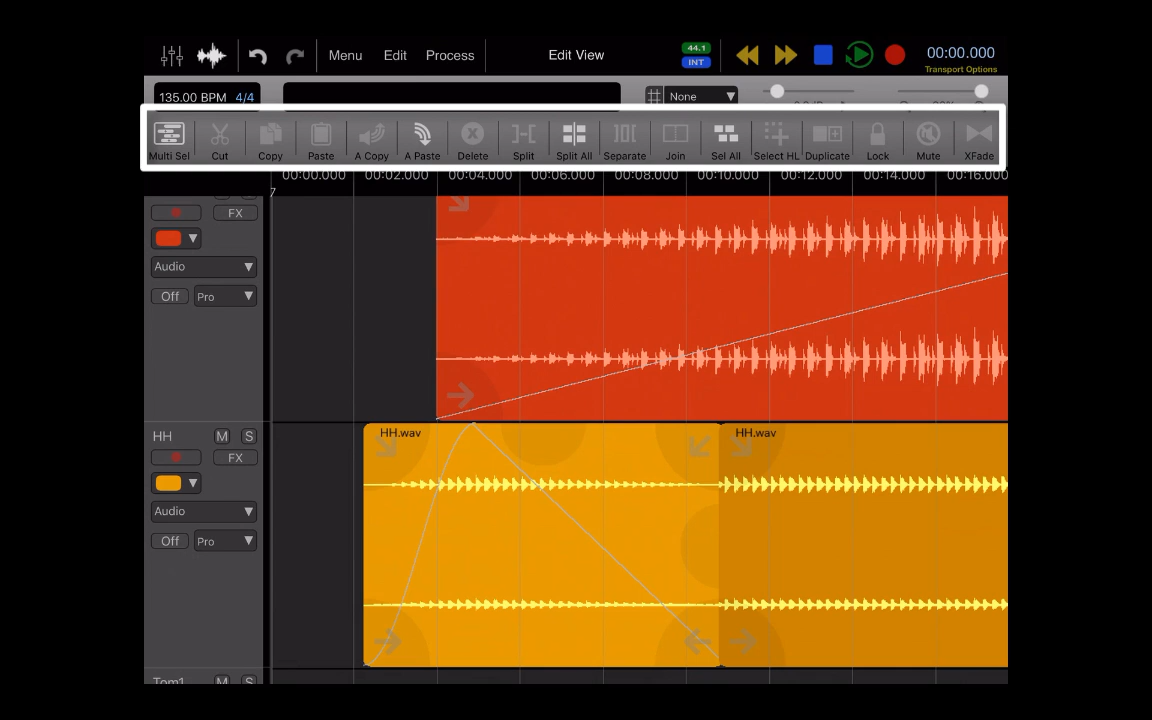 Menu Edit Process Edit View 44.1 INT 00:00.000 Transport Options
135.00 BPM 4/4 None
Multi Sel Cut Copy Paste A Copy A Paste Delete Split Split All Separate Join Sel All Select HL Duplicate Lock Mute XFade
00:00.000 00:02.000 00:04.000 00:06.000 00:08.000 00:10.000 00:12.000 00:14.000 00:16.000
7
FX
Audio
Off Pro
HH M S HH.wav HH.wav
FX
Audio
Off Pro
Tom1 M S